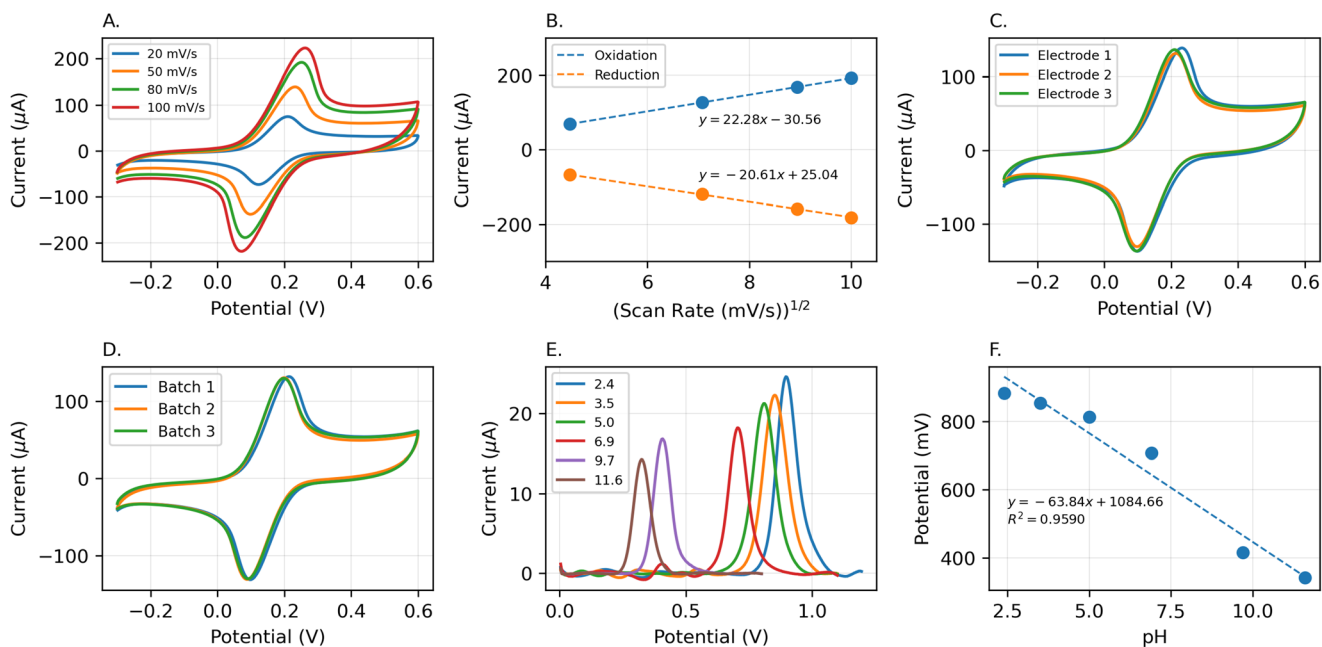 A.
20 mV/s
50 mV/s
80 mV/s
100 mV/s
200
100
0
−100
−200
Current (μA)
−0.2 0.0 0.2 0.4 0.6
Potential (V)
B.
Oxidation
Reduction
y = 22.28x − 30.56
y = − 20.61x + 25.04
200
0
−200
Current (μA)
4 6 8 10
(Scan Rate (mV/s))^{1/2}
C.
Electrode 1
Electrode 2
Electrode 3
100
0
−100
Current (μA)
−0.2 0.0 0.2 0.4 0.6
Potential (V)
D.
Batch 1
Batch 2
Batch 3
100
0
−100
Current (μA)
−0.2 0.0 0.2 0.4 0.6
Potential (V)
E.
2.4
3.5
5.0
6.9
9.7
11.6
20
10
0
Current (μA)
0.0 0.5 1.0
Potential (V)
F.
800
600
400
Potential (mV)
y = − 63.84x + 1084.66
R² = 0.9590
2.5 5.0 7.5 10.0
pH